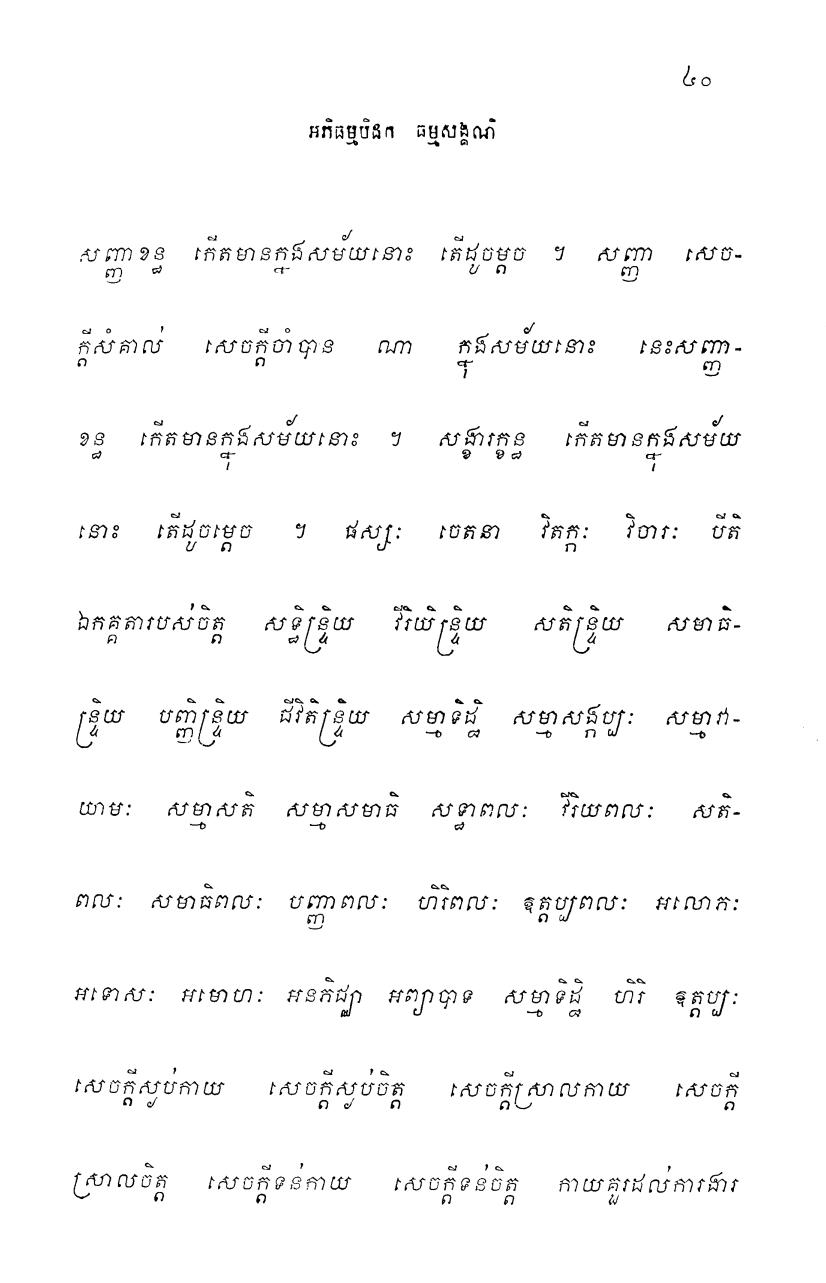 ៤០
អភិធម្មបិដក ធម្មសង្គណិ
សញ្ញាខន្ធ កើតមានក្នុងសម័យនោះ តើដូចម្ដច ។ សញ្ញា សេច-
ក្ដីសំគាល់ សេចក្ដីចាំបាន ណា ក្នុងសម័យនោះ នេះសញ្ញា-
ខន្ធ កើតមានក្នុងសម័យនោះ ។ សង្ខារក្ខន្ធ កើតមានក្នុងសម័យ
នោះ តើដូចម្ដេច ។ ផស្សៈ ចេតនា វិតក្កៈ វិចារៈ បីតិ
ឯកគ្គតារបស់ចិត្ត សទ្ធិន្ទ្រិយ វីរិយិន្ទ្រិយ សតិន្ទ្រិយ សមាធិ-
ន្ទ្រិយ បញ្ញិន្ទ្រិយ ជីវិតិន្ទ្រិយ សម្មាទិដ្ឋិ សម្មាសង្កប្បៈ សម្មាវា-
យាមៈ សម្មាសតិ សម្មាសមាធិ សទ្ធាពលៈ វីរិយពលៈ សតិ-
ពលៈ សមាធិពលៈ បញ្ញាពលៈ ហិរិពលៈ ឧត្តប្បពលៈ អលោភៈ
អទោសៈ អមោហៈ អនភិជ្ឈា អព្យាបាទ សម្មាទិដ្ឋិ ហិរិ ឧត្តប្បៈ
សេចក្ដីស្ងប់កាយ សេចក្ដីស្ងប់ចិត្ត សេចក្ដីស្រាលកាយ សេចក្ដី
ស្រាលចិត្ត សេចក្ដីទន់កាយ សេចក្ដីទន់ចិត្ត កាយគួរដល់ការងារ